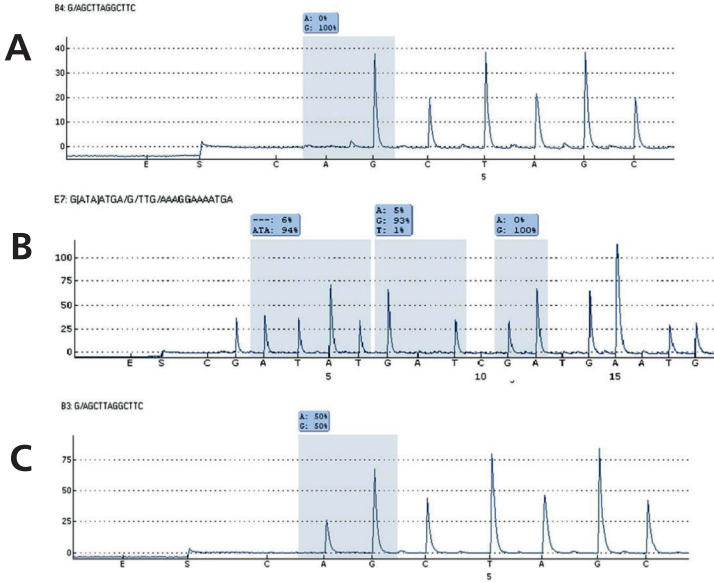 B4: G/AGCTTAGGCTTC
A
A: 0%
G: 100%
40
30
20
10
0
E S C A G C T A G C
5
E7: G[ATA]ATGA/G/TTG/AAAGGAAAATGA
B
---: 6%
ATA: 94%
A: 5%
G: 93%
T: 1%
A: 0%
G: 100%
100
75
50
25
0
E S C G A T A T G A T C G A T G A A T G
5 10 15
B3: G/AGCTTAGGCTTC
C
A: 50%
G: 50%
75
50
25
0
E S C A G C T A G C
5